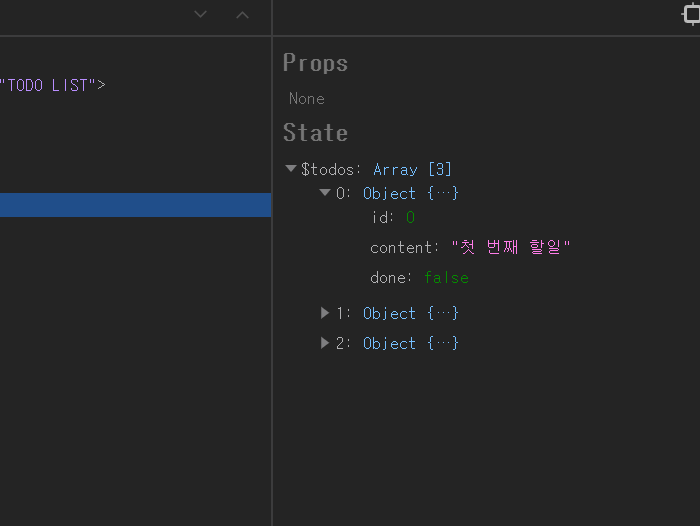 "TODO LIST">
Props
None
State
$todos: Array [3]
0: Object {…}
id: 0
content: "첫 번째 할일"
done: false
1: Object {…}
2: Object {…}